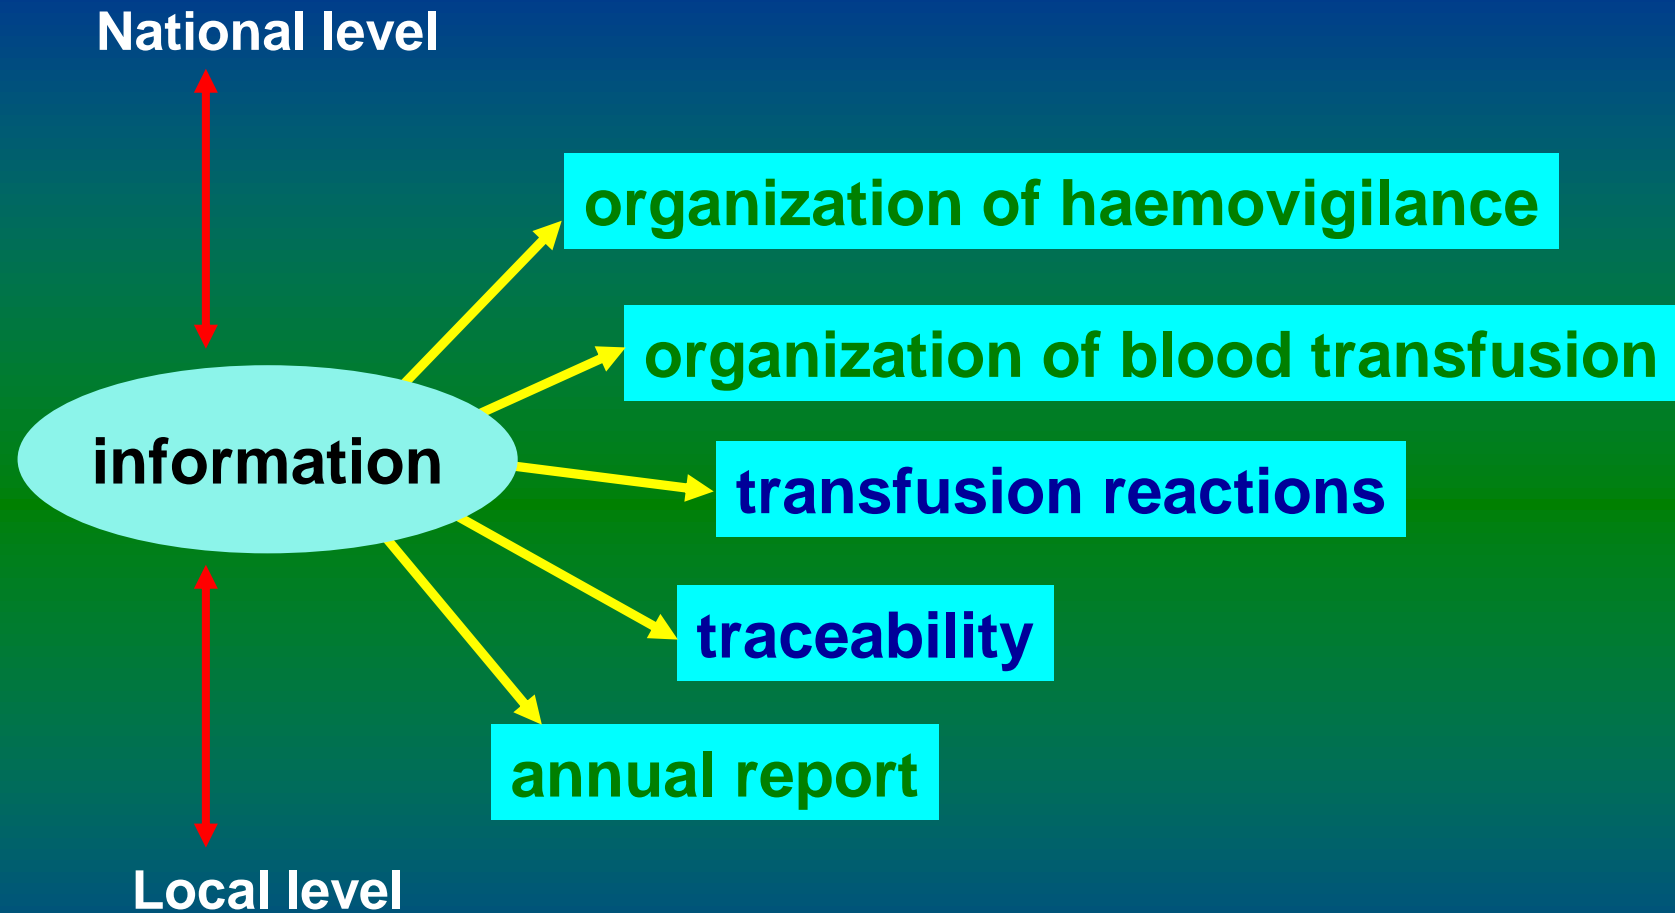 National level
organization of haemovigilance
organization of blood transfusion
information
transfusion reactions
traceability
annual report
Local level